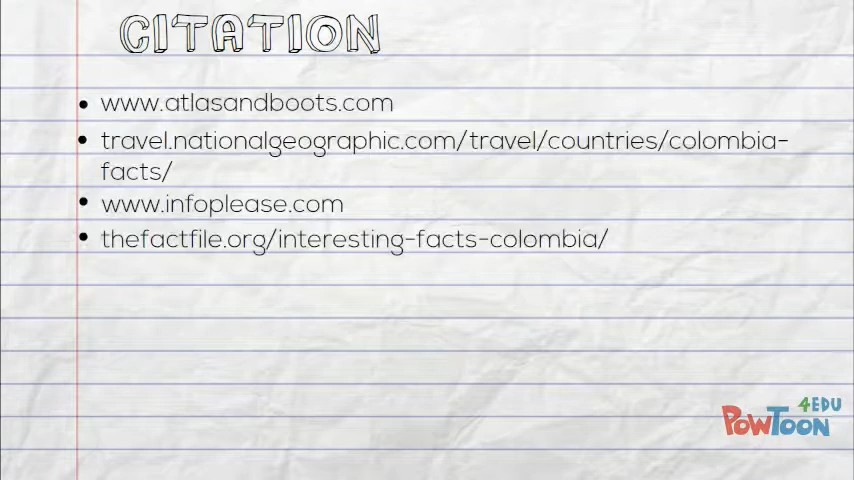 CITATION
www.atlasandboots.com
travel.nationalgeographic.com/travel/countries/colombia-
facts/
www.infoplease.com
thefactfile.org/interesting-facts-colombia/
4EDU
POWTOON